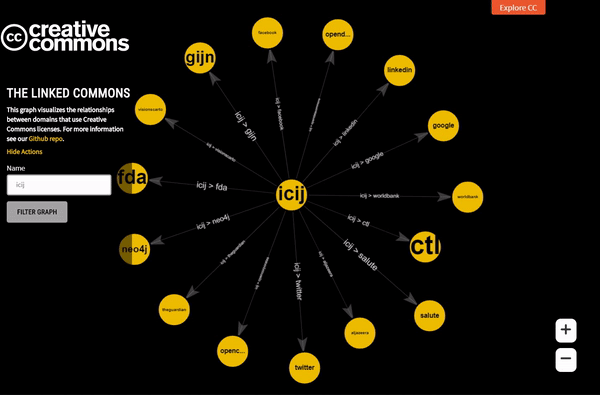 Explore CC
cc creative
commons
THE LINKED COMMONS
This graph visualizes the relationships
between domains that use Creative
Commons licenses. For more information
see our Github repo.
Hide Actions
Name
icij
FILTER GRAPH
facebook
opend...
gijn
linkedin
google
worldbank
ctl
salute
aljazeera
twitter
openc...
theguardian
neo4j
fda
icij
icij > gijn
icij > facebook
icij > linkedin
icij > google
icij > worldbank
icij > ctl
icij > salute
icij > aljazeera
icij > twitter
icij > theguardian
icij > neo4j
icij > fda
+
−